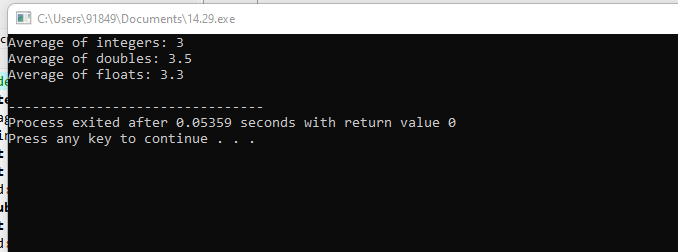 C:\Users\91849\Documents\14.29.exe
Average of integers: 3
Average of doubles: 3.5
Average of floats: 3.3
--------------------------------
Process exited after 0.05359 seconds with return value 0
Press any key to continue . . .